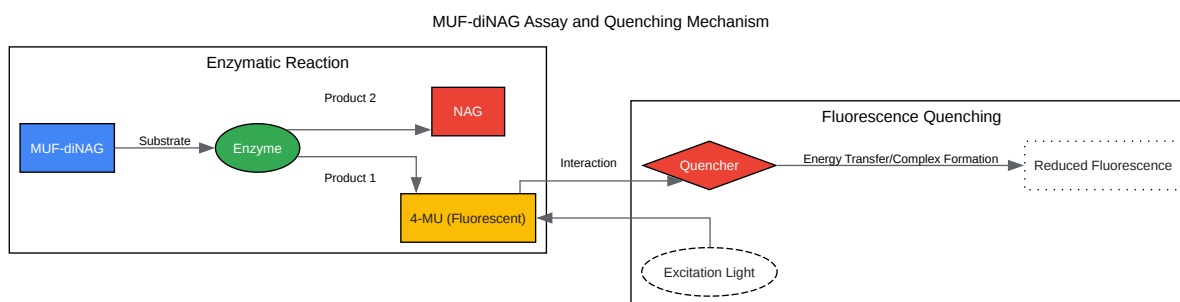 MUF-diNAG Assay and Quenching Mechanism
Enzymatic Reaction
MUF-diNAG
Substrate
Enzyme
Product 2
NAG
Product 1
4-MU (Fluorescent)
Interaction
Fluorescence Quenching
Quencher
Energy Transfer/Complex Formation
Reduced Fluorescence
Excitation Light